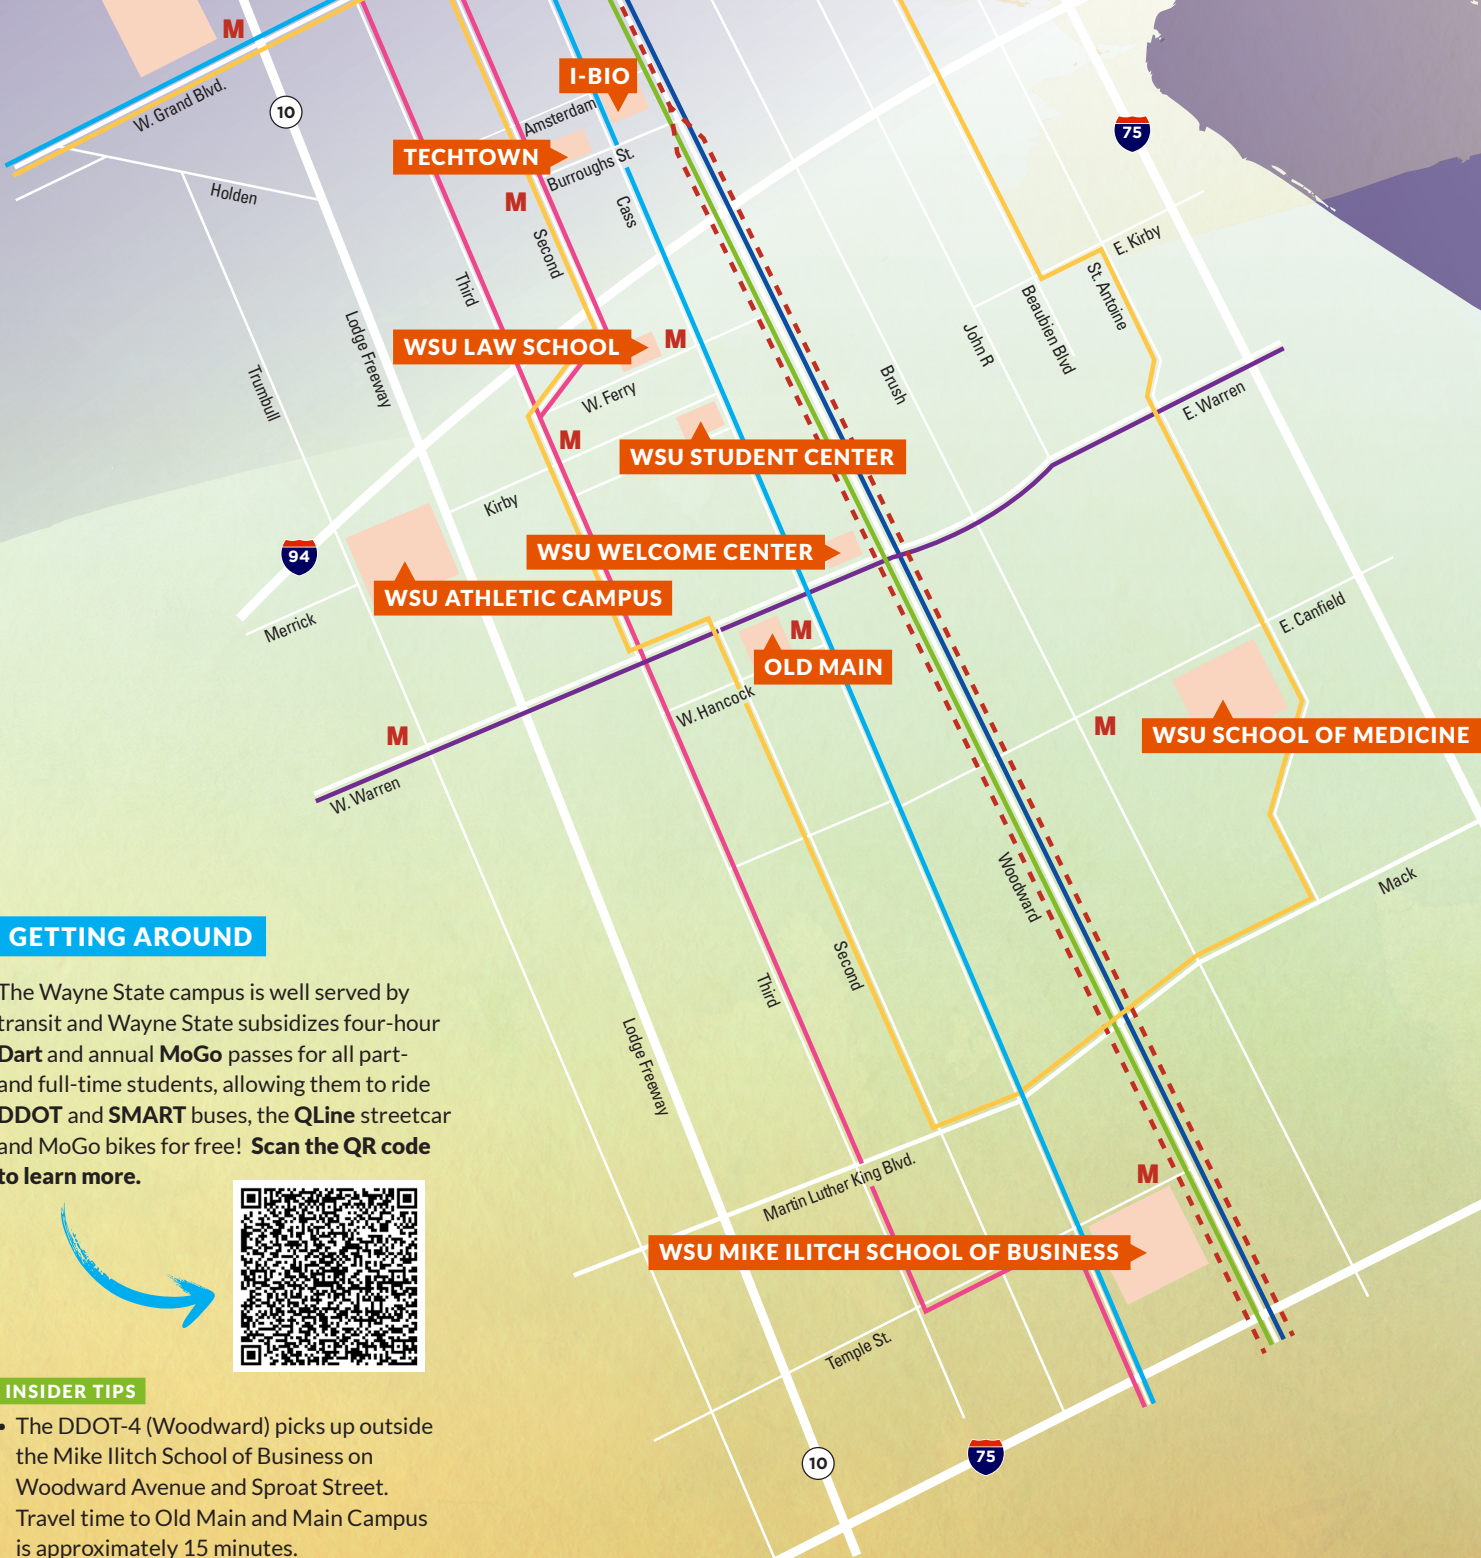 M
W. Grand Blvd.
10
I-BIO
Amsterdam
75
TECHTOWN
Burroughs St.
Holden
M
Cass
Second
E. Kirby
Third
St. Antoine
Beaubien Blvd
Lodge Freeway
John R
WSU LAW SCHOOL
M
Trumbull
W. Ferry
Brush
E. Warren
M
WSU STUDENT CENTER
Kirby
94
WSU WELCOME CENTER
WSU ATHLETIC CAMPUS
Merrick
M
E. Canfield
OLD MAIN
W. Hancock
M
M
WSU SCHOOL OF MEDICINE
W. Warren
Woodward
Mack
Second
Third
Lodge Freeway
Martin Luther King Blvd.
M
WSU MIKE ILITCH SCHOOL OF BUSINESS
Temple St.
10
75
GETTING AROUND
The Wayne State campus is well served by
transit and Wayne State subsidizes four-hour
Dart and annual MoGo passes for all part-
and full-time students, allowing them to ride
DDOT and SMART buses, the QLine streetcar
and MoGo bikes for free! Scan the QR code
to learn more.
INSIDER TIPS
• The DDOT-4 (Woodward) picks up outside
the Mike Ilitch School of Business on
Woodward Avenue and Sproat Street.
Travel time to Old Main and Main Campus
is approximately 15 minutes.